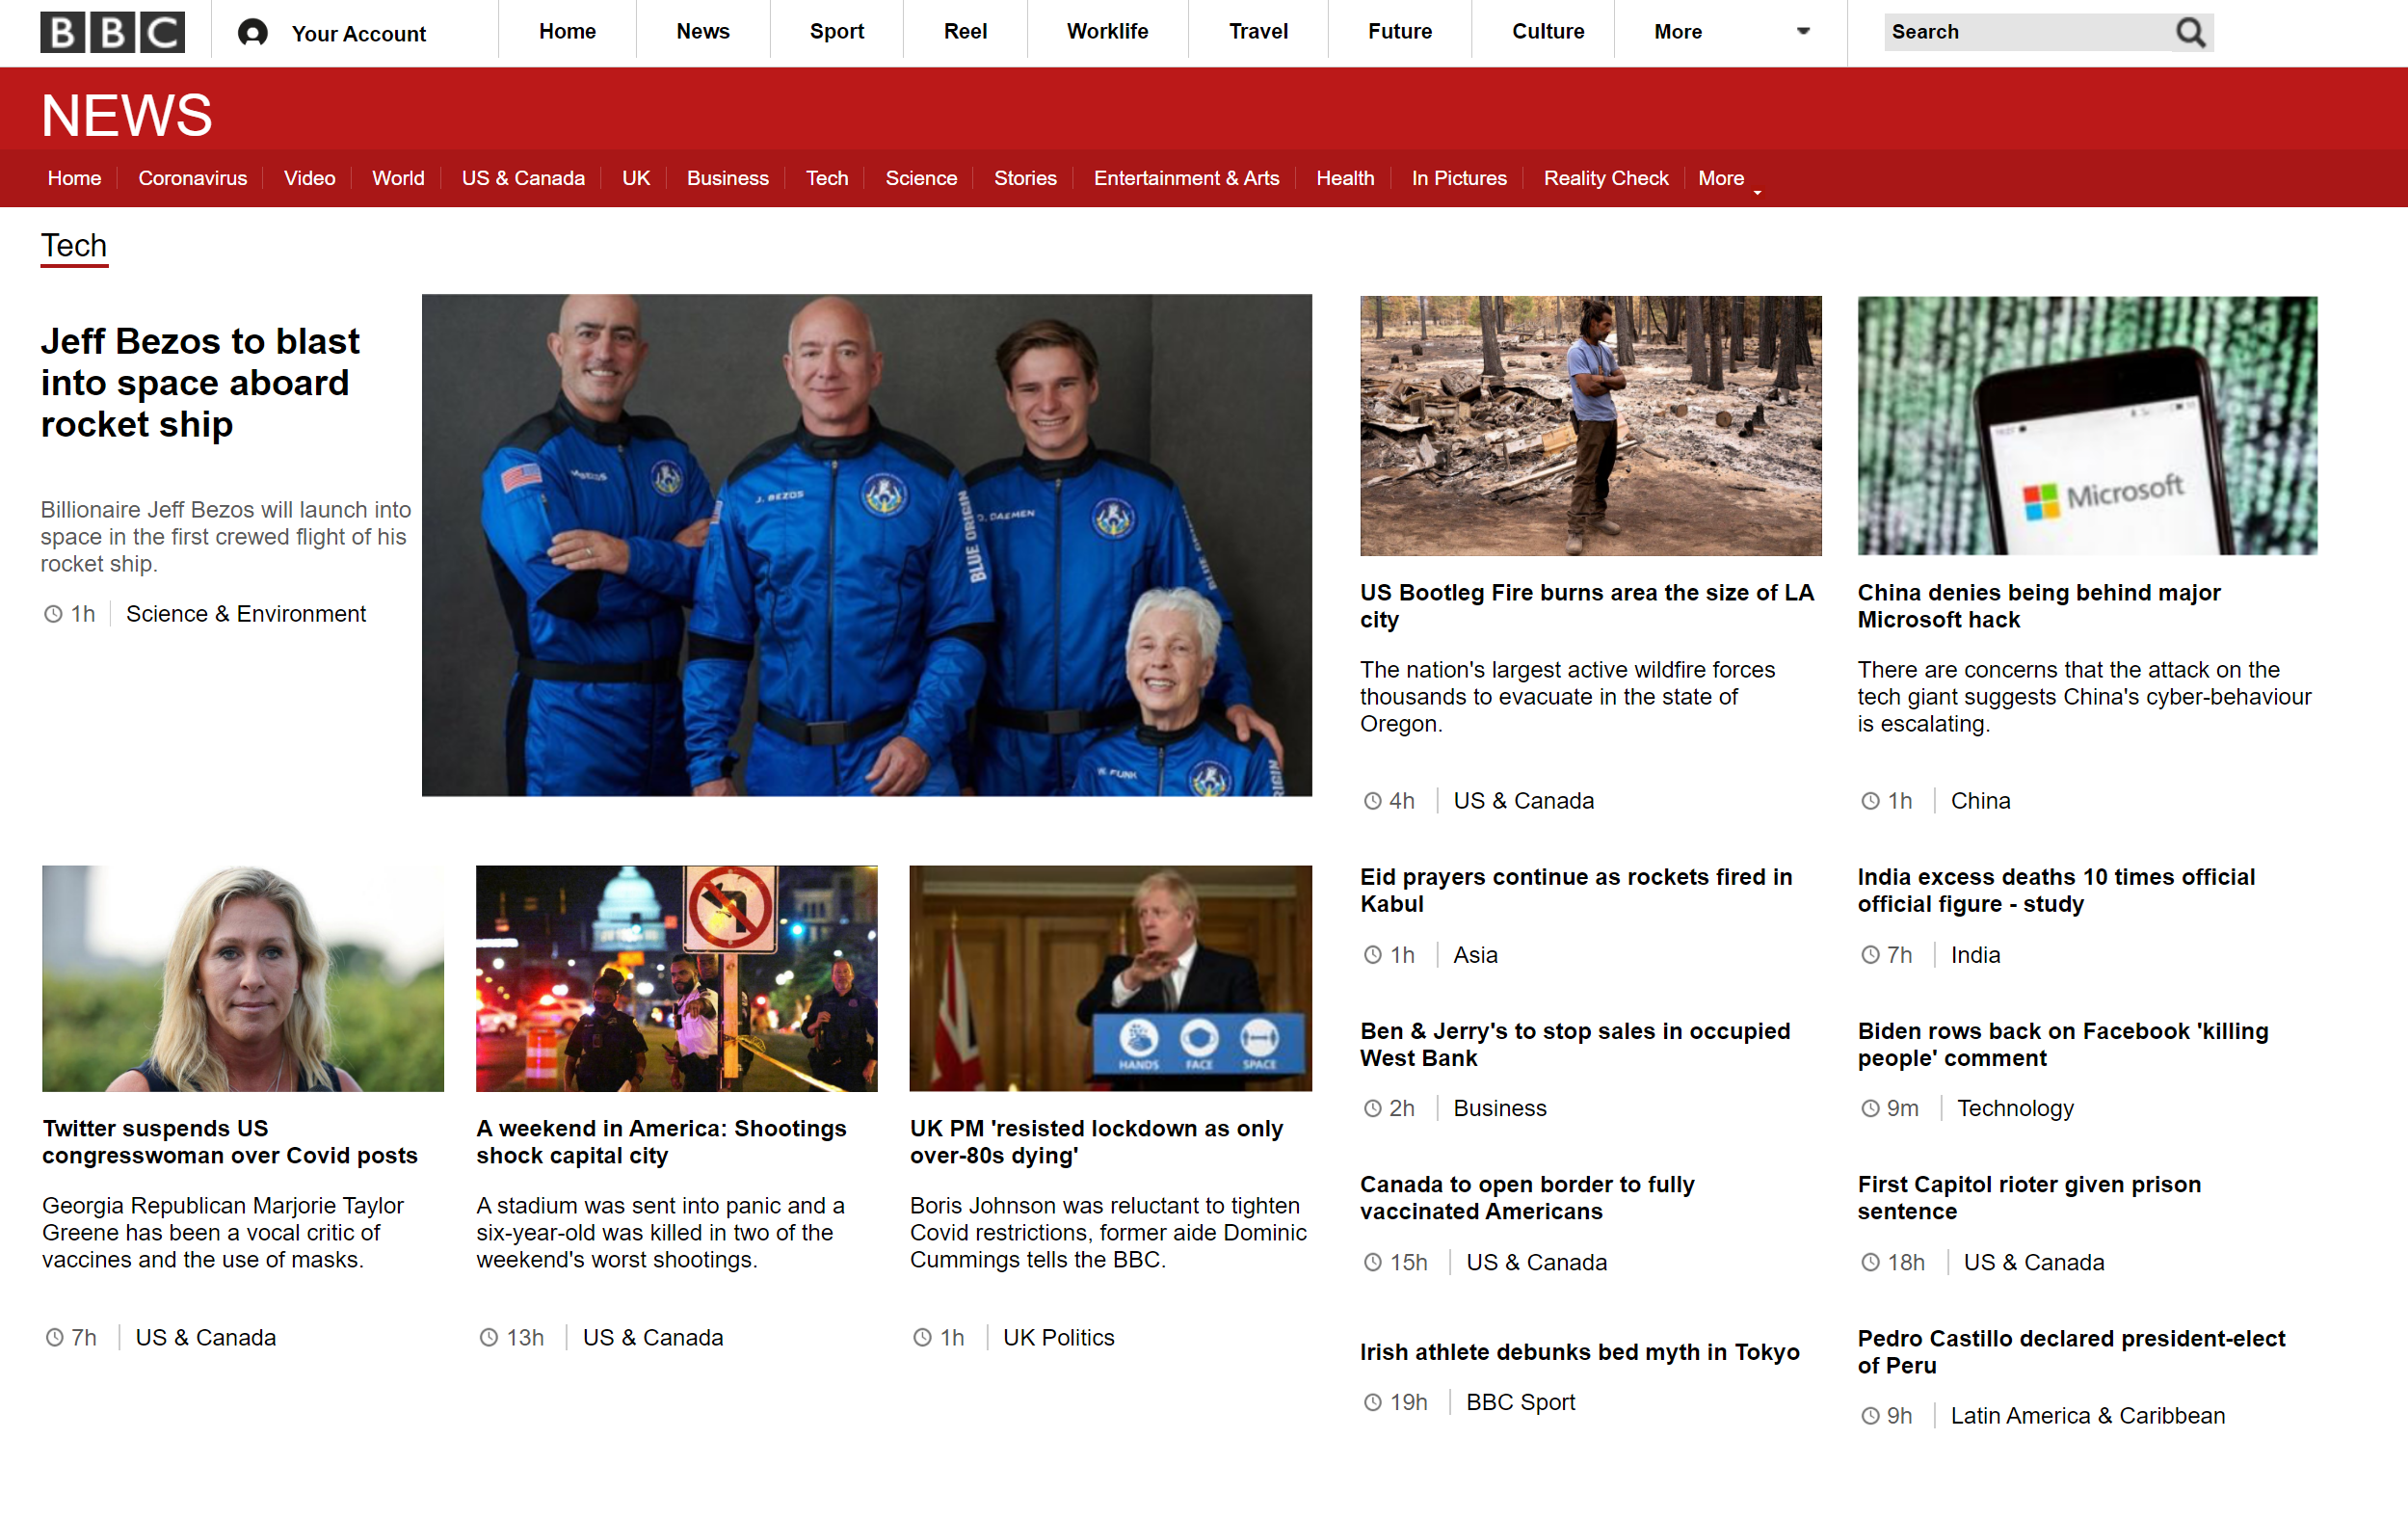 BBC
Your Account
Home
News
Sport
Reel
Worklife
Travel
Future
Culture
More
Search
NEWS
Home
Coronavirus
Video
World
US & Canada
UK
Business
Tech
Science
Stories
Entertainment & Arts
Health
In Pictures
Reality Check
More
Tech
Jeff Bezos to blast
into space aboard
rocket ship
Billionaire Jeff Bezos will launch into
space in the first crewed flight of his
rocket ship.
1h
Science & Environment
J. BEZOS
BLUE ORIGIN
O. DAEMEN
BLUE ORIGIN
W. FUNK
ORIGIN
US Bootleg Fire burns area the size of LA
city
The nation's largest active wildfire forces
thousands to evacuate in the state of
Oregon.
4h
US & Canada
Microsoft
China denies being behind major
Microsoft hack
There are concerns that the attack on the
tech giant suggests China's cyber-behaviour
is escalating.
1h
China
Twitter suspends US
congresswoman over Covid posts
Georgia Republican Marjorie Taylor
Greene has been a vocal critic of
vaccines and the use of masks.
7h
US & Canada
A weekend in America: Shootings
shock capital city
A stadium was sent into panic and a
six-year-old was killed in two of the
weekend's worst shootings.
13h
US & Canada
HANDS
FACE
SPACE
UK PM 'resisted lockdown as only
over-80s dying'
Boris Johnson was reluctant to tighten
Covid restrictions, former aide Dominic
Cummings tells the BBC.
1h
UK Politics
Eid prayers continue as rockets fired in
Kabul
1h
Asia
Ben & Jerry's to stop sales in occupied
West Bank
2h
Business
Canada to open border to fully
vaccinated Americans
15h
US & Canada
Irish athlete debunks bed myth in Tokyo
19h
BBC Sport
India excess deaths 10 times official
official figure - study
7h
India
Biden rows back on Facebook 'killing
people' comment
9m
Technology
First Capitol rioter given prison
sentence
18h
US & Canada
Pedro Castillo declared president-elect
of Peru
9h
Latin America & Caribbean